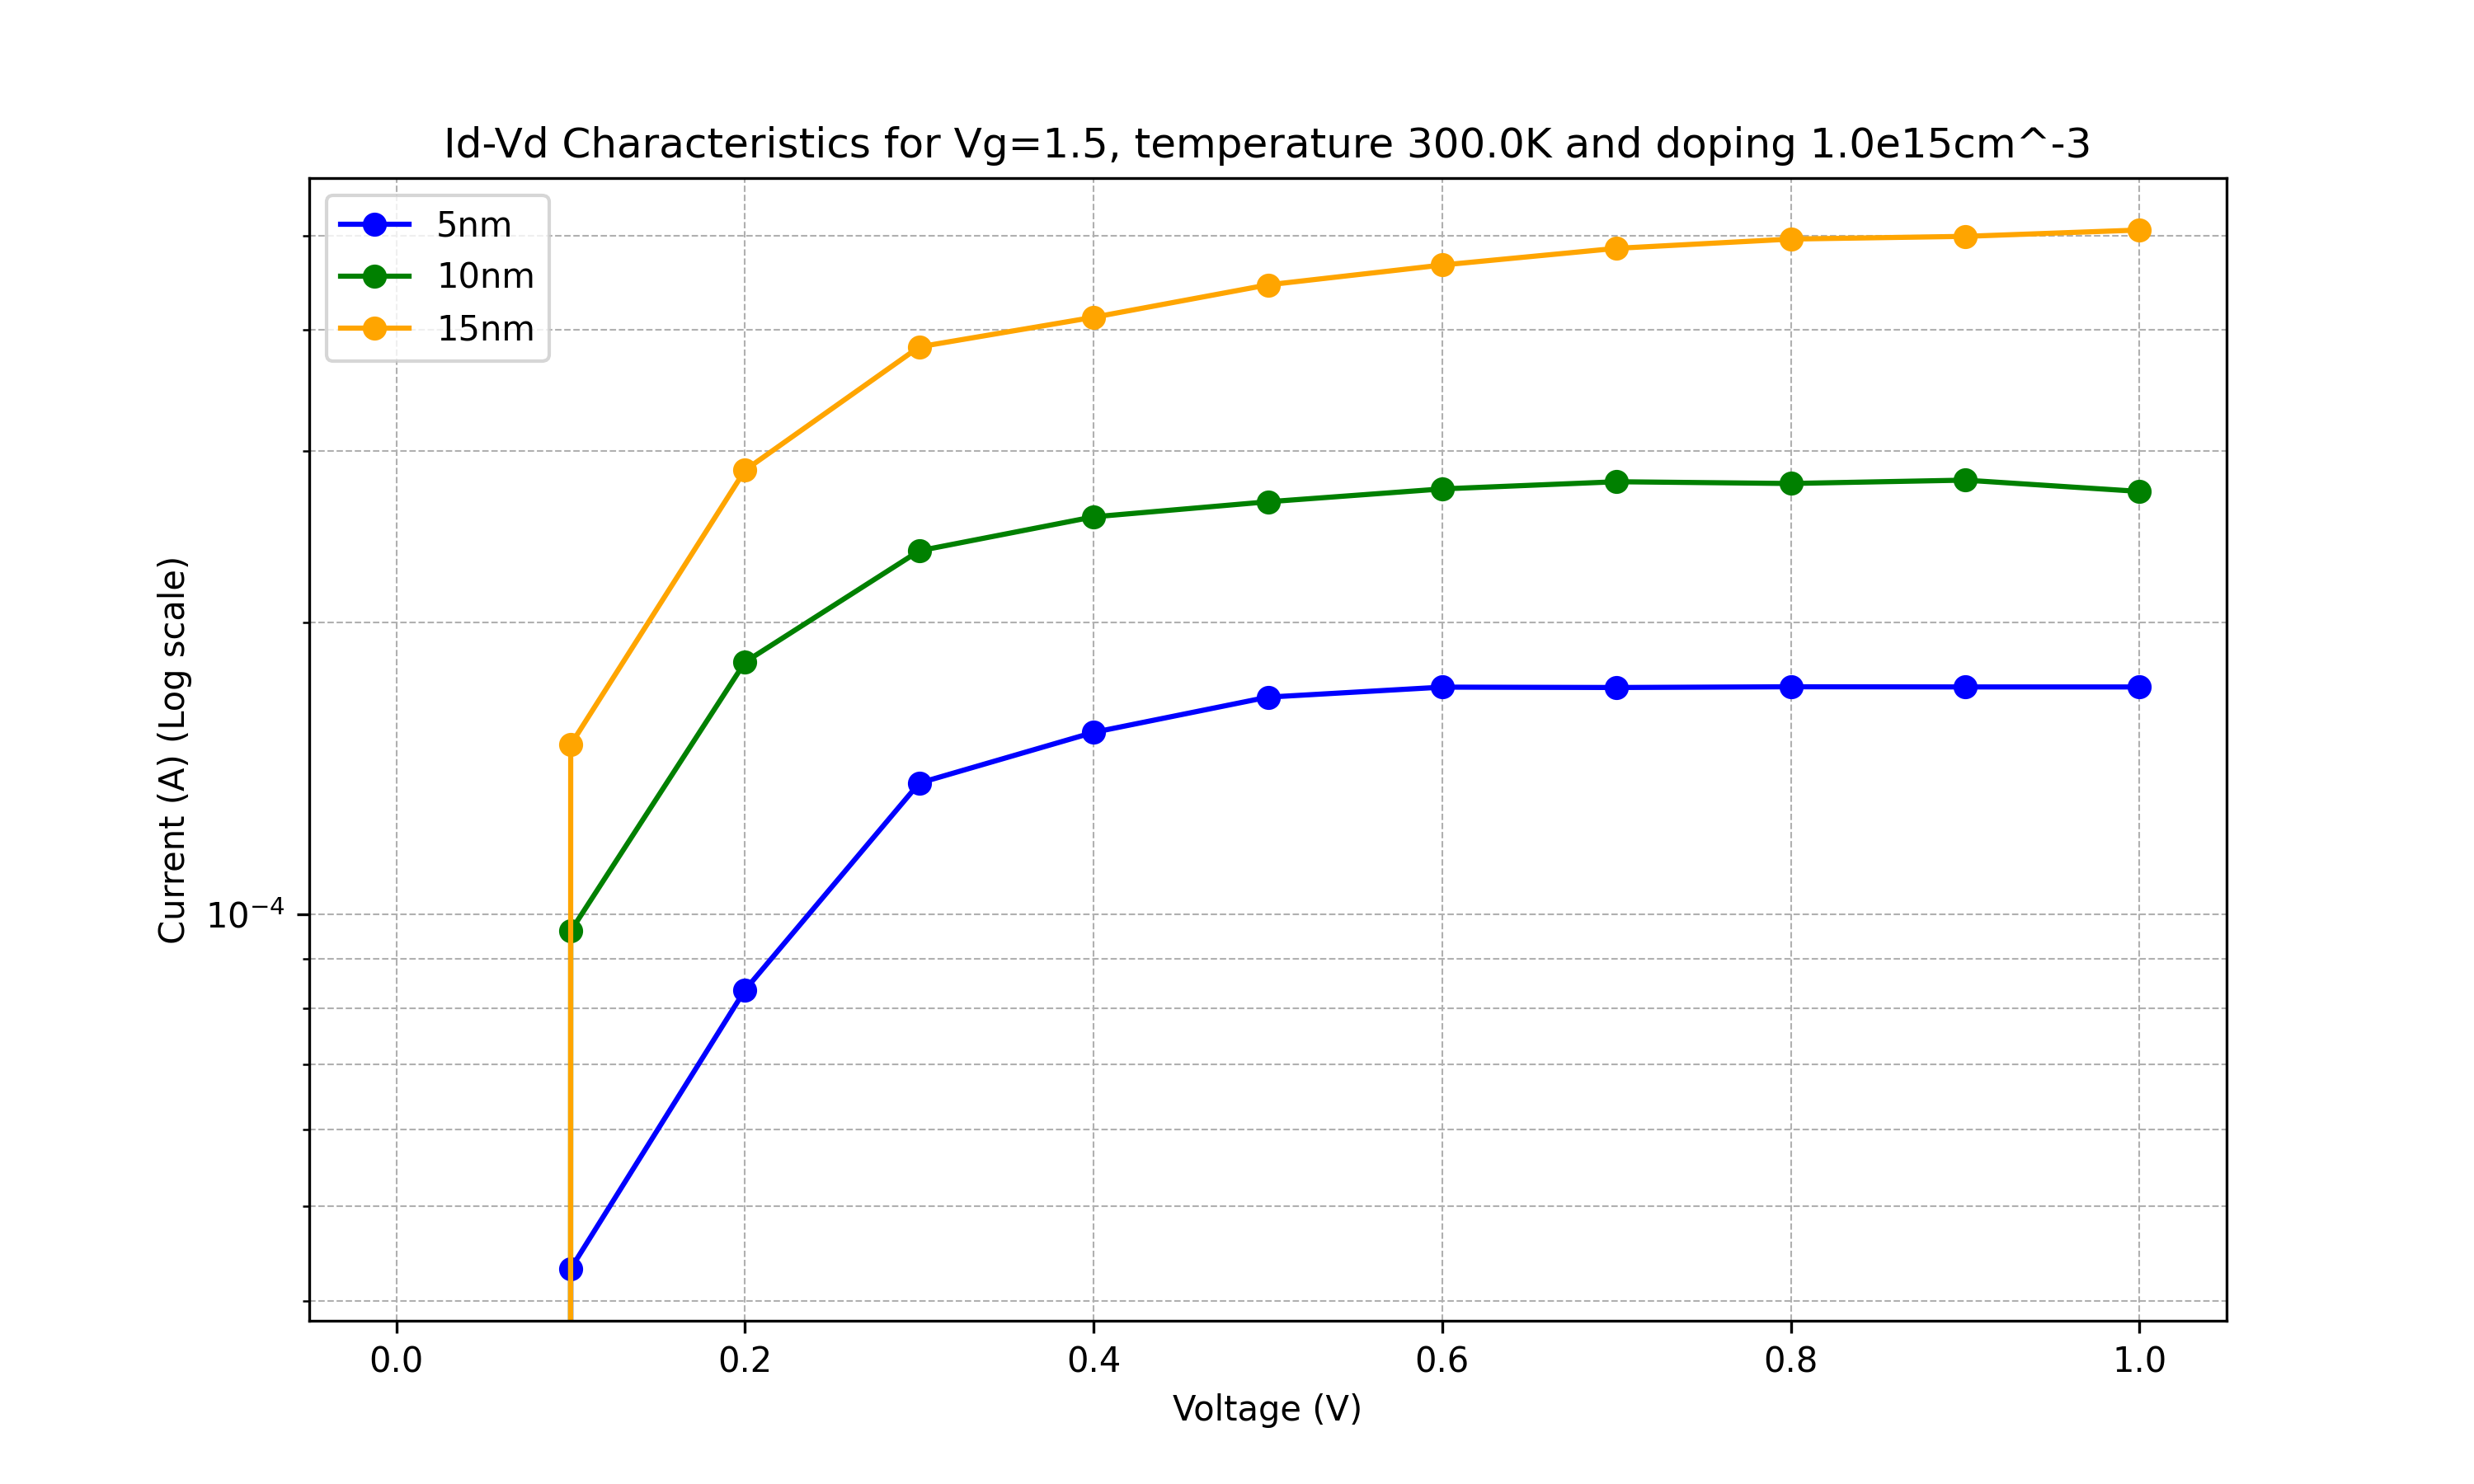 Id-Vd Characteristics for Vg=1.5, temperature 300.0K and doping 1.0e15cm^-3
5nm
10nm
15nm
Current (A) (Log scale)
10⁻⁴
0.0 0.2 0.4 0.6 0.8 1.0
Voltage (V)